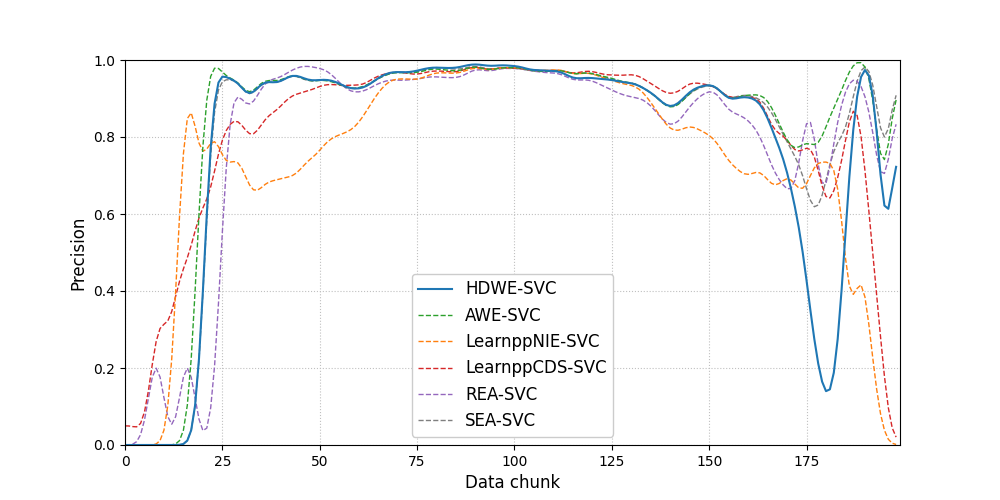 1.0
0.8
0.6
0.4
0.2
0.0
Precision
HDWE-SVC
AWE-SVC
LearnppNIE-SVC
LearnppCDS-SVC
REA-SVC
SEA-SVC
0 25 50 75 100 125 150 175
Data chunk